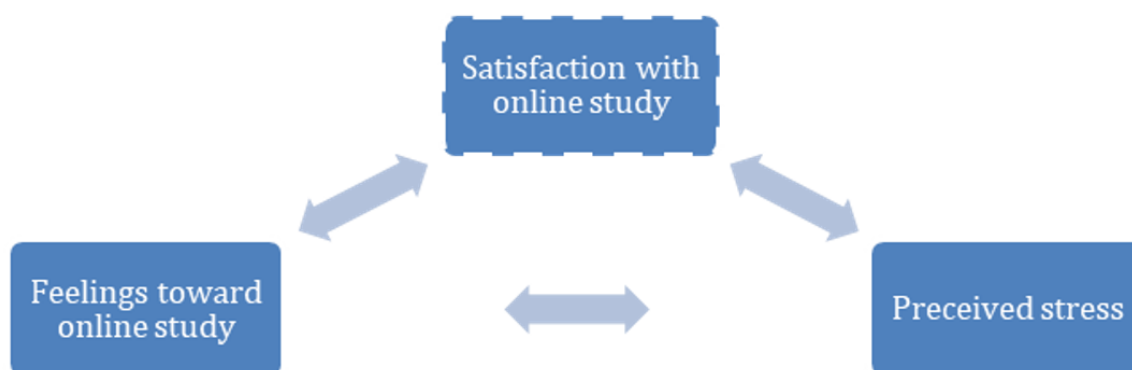 Satisfaction with
online study
Feelings toward
online study
Preceived stress